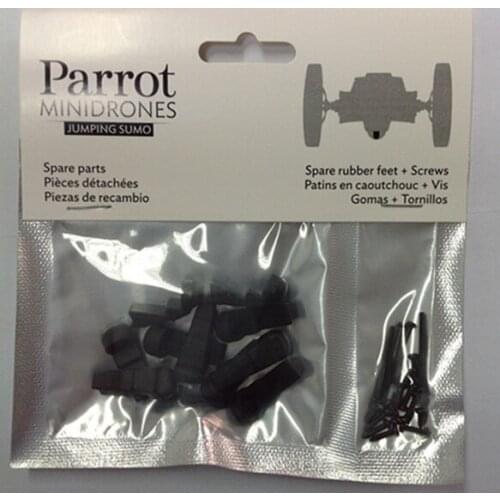 Parrot
MINIDRONES
JUMPING SUMO
Spare parts
Pièces détachées
Piezas de recambio
Spare rubber feet + Screws
Patins en caoutchouc + Vis
Gomas + Tornillos